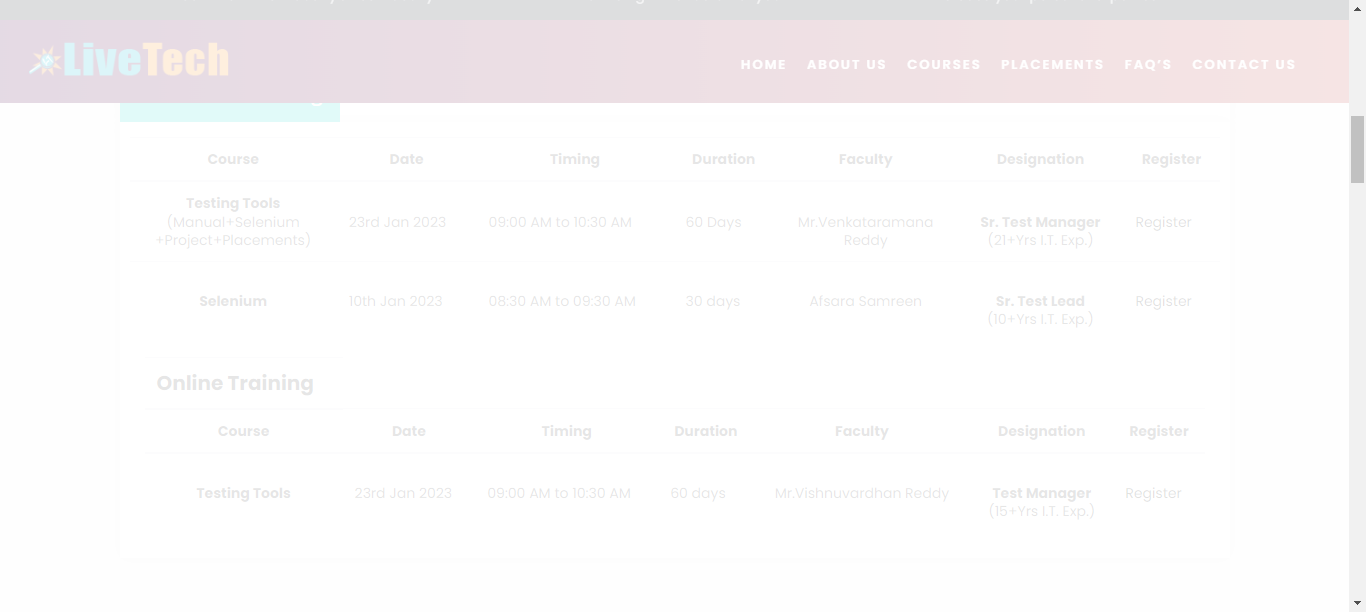 LiveTech
HOME ABOUT US COURSES PLACEMENTS FAQ'S CONTACT US
Course Date Timing Duration Faculty Designation Register
Testing Tools
(Manual+Selenium 23rd Jan 2023 09:00 AM to 10:30 AM 60 Days Mr.Venkataramana Sr. Test Manager Register
+Project+Placements) Reddy (21+Yrs I.T. Exp.)
Selenium 10th Jan 2023 08:30 AM to 09:30 AM 30 days Afsara Samreen Sr. Test Lead Register
(10+Yrs I.T. Exp.)
Online Training
Course Date Timing Duration Faculty Designation Register
Testing Tools 23rd Jan 2023 09:00 AM to 10:30 AM 60 days Mr.Vishnuvardhan Reddy Test Manager Register
(15+Yrs I.T. Exp.)